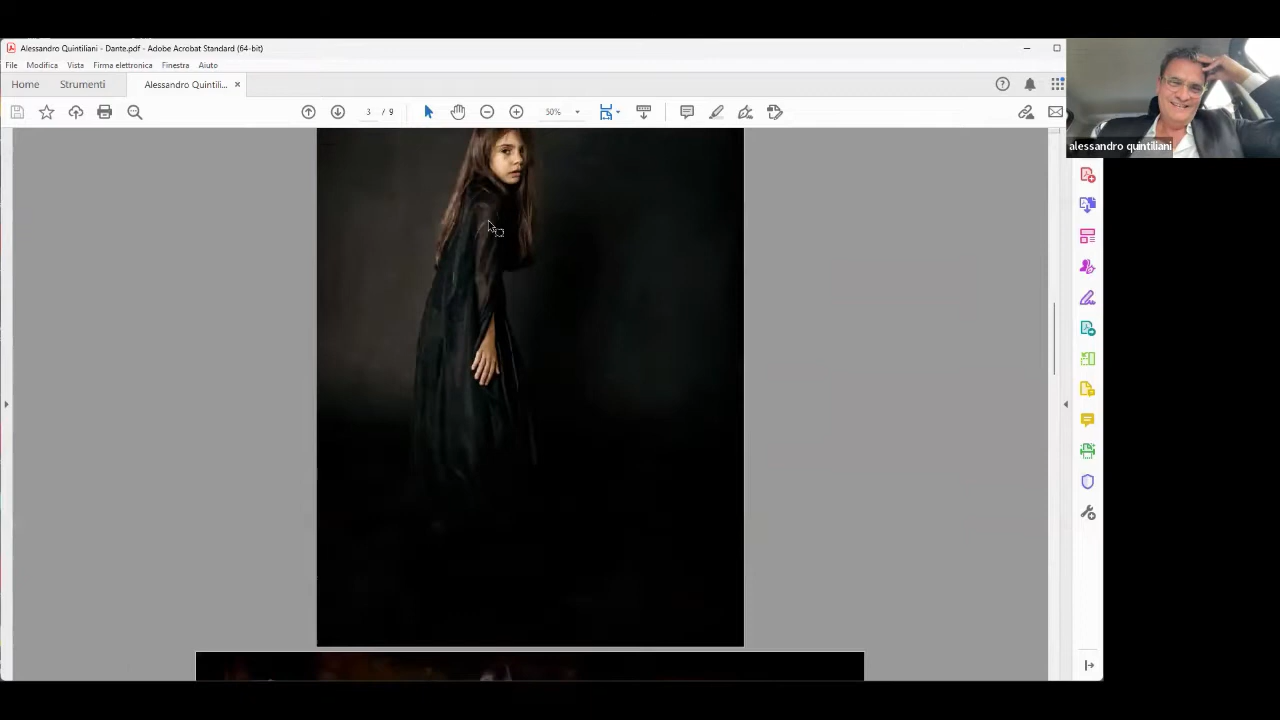 Alessandro Quintiliani - Dante.pdf - Adobe Acrobat Standard (64-bit)
File Modifica Vista Firma elettronica Finestra Aiuto
Home Strumenti Alessandro Quintili... ×
3 / 9 50%
alessandro quintiliani